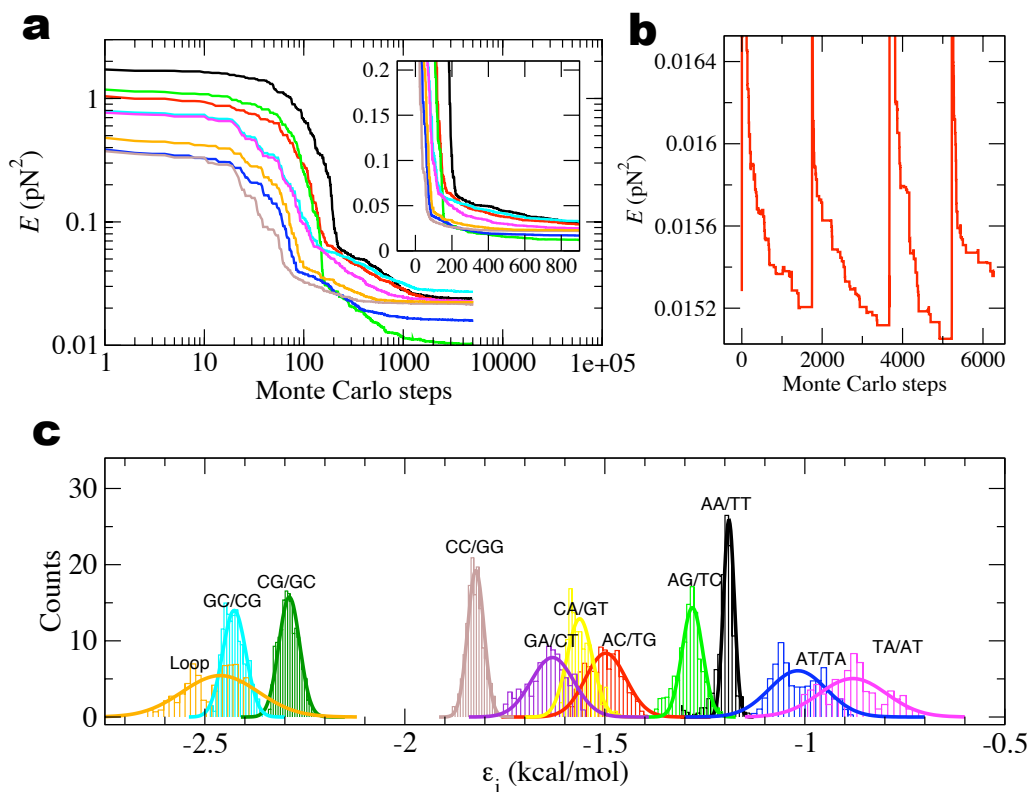 a
E (pN²)
1
0.1
0.01
1
10
100
1000
10000
1e+05
Monte Carlo steps
0.2
0.15
0.1
0.05
0
0 200 400 600 800
b
E (pN²)
0.0164
0.016
0.0156
0.0152
0 2000 4000 6000
Monte Carlo steps
c
Counts
30
20
10
0
Loop
GC/CG
CG/GC
CC/GG
GA/CT
CA/GT
AC/TG
AG/TC
AA/TT
AT/TA
TA/AT
-2.5 -2 -1.5 -1 -0.5
ε_i (kcal/mol)